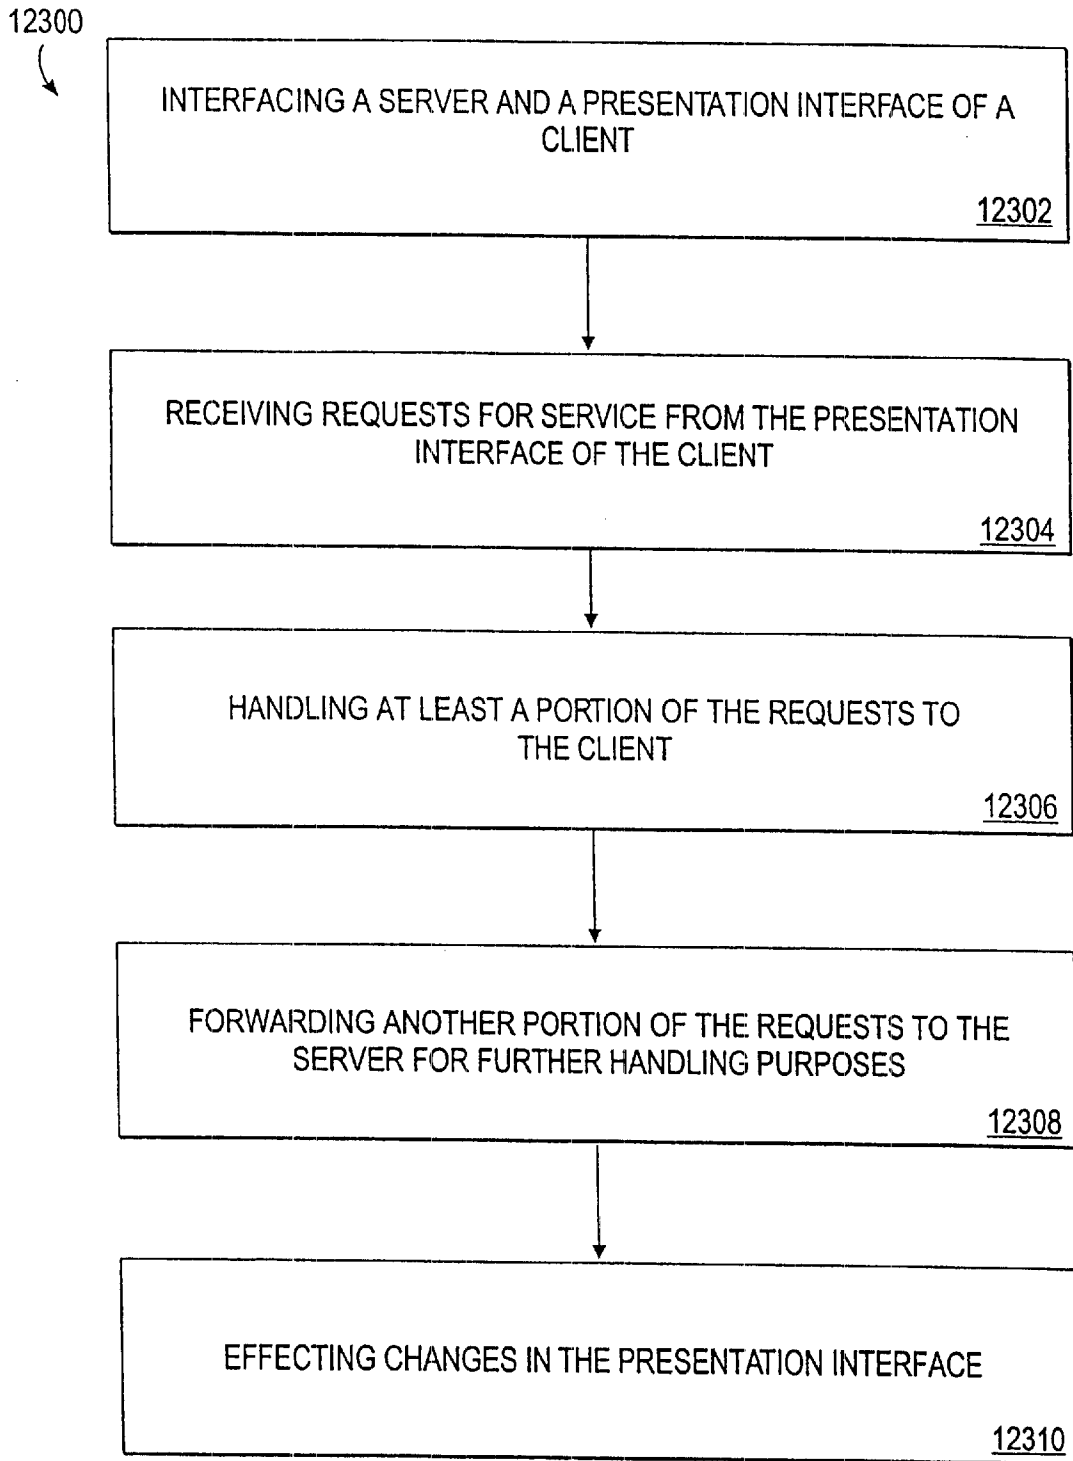 12300
INTERFACING A SERVER AND A PRESENTATION INTERFACE OF A
CLIENT
12302
RECEIVING REQUESTS FOR SERVICE FROM THE PRESENTATION
INTERFACE OF THE CLIENT
12304
HANDLING AT LEAST A PORTION OF THE REQUESTS TO
THE CLIENT
12306
FORWARDING ANOTHER PORTION OF THE REQUESTS TO THE
SERVER FOR FURTHER HANDLING PURPOSES
12308
EFFECTING CHANGES IN THE PRESENTATION INTERFACE
12310